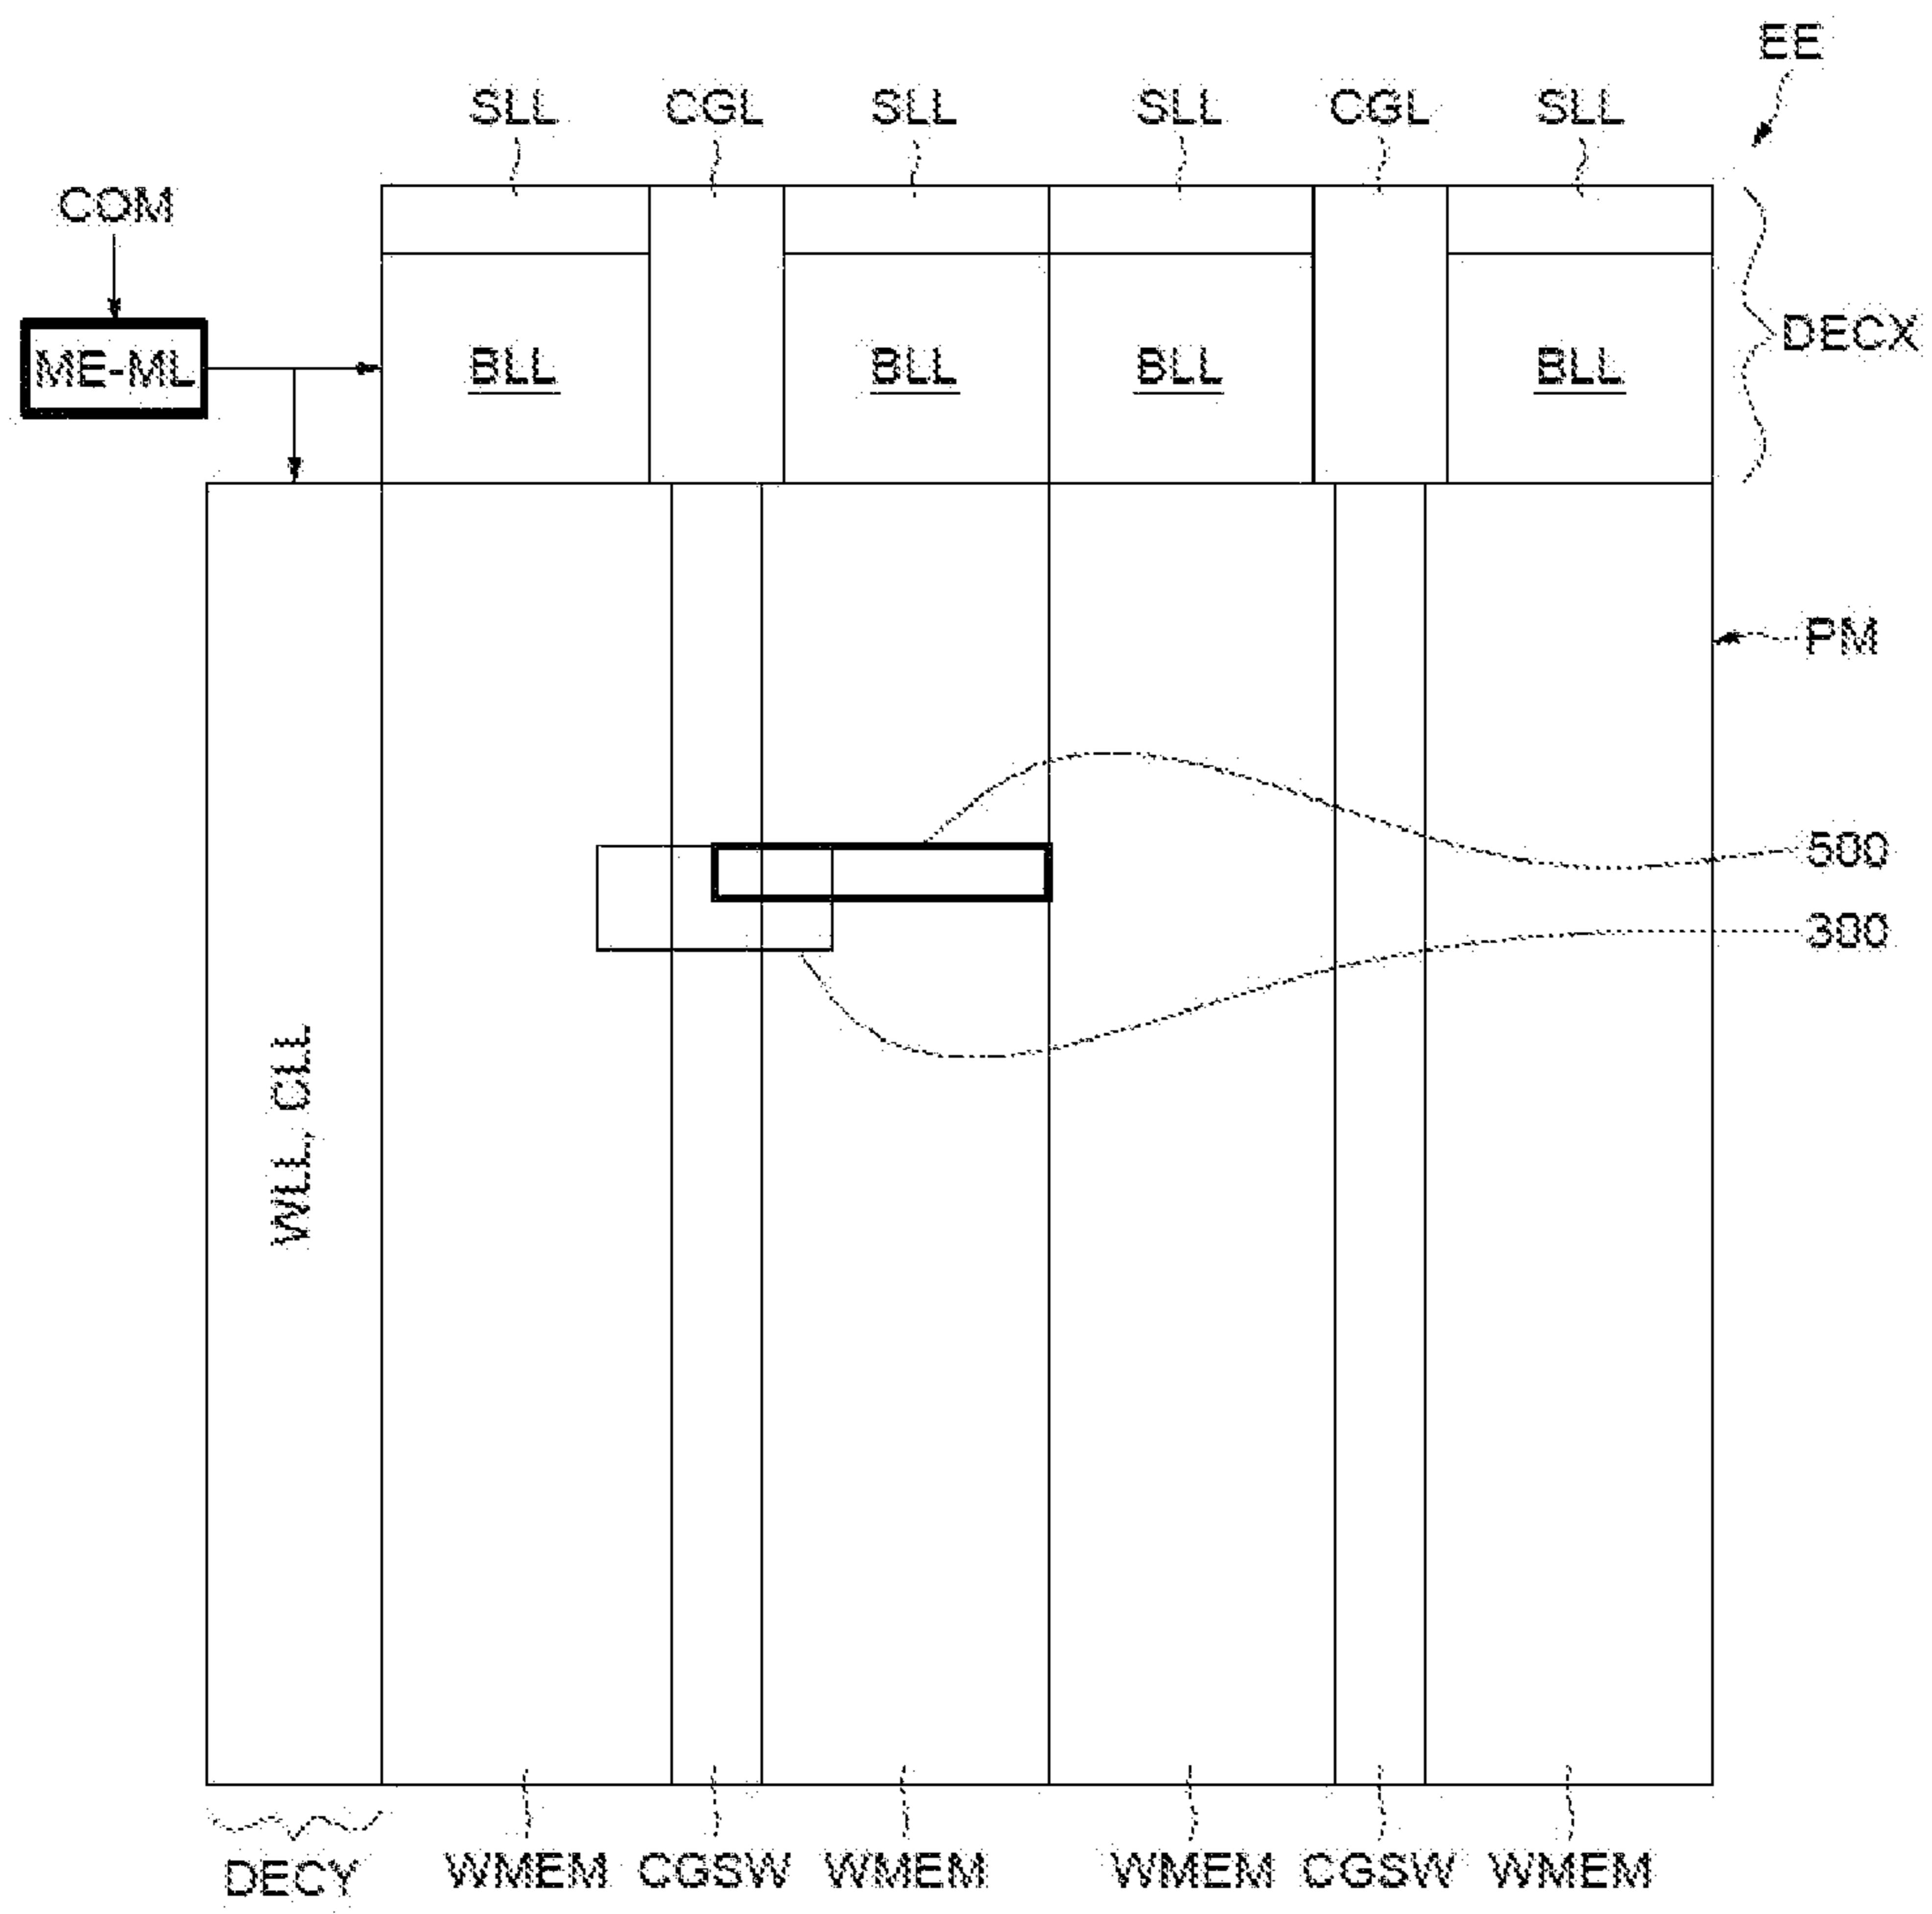 EE
SLL CGL SLL SLL CGL SLL
COM
DECX
ME-ML
BLL BLL BLL BLL
PM
500
300
WLL, CLL
DECY
WMEM CGSW WMEM WMEM CGSW WMEM